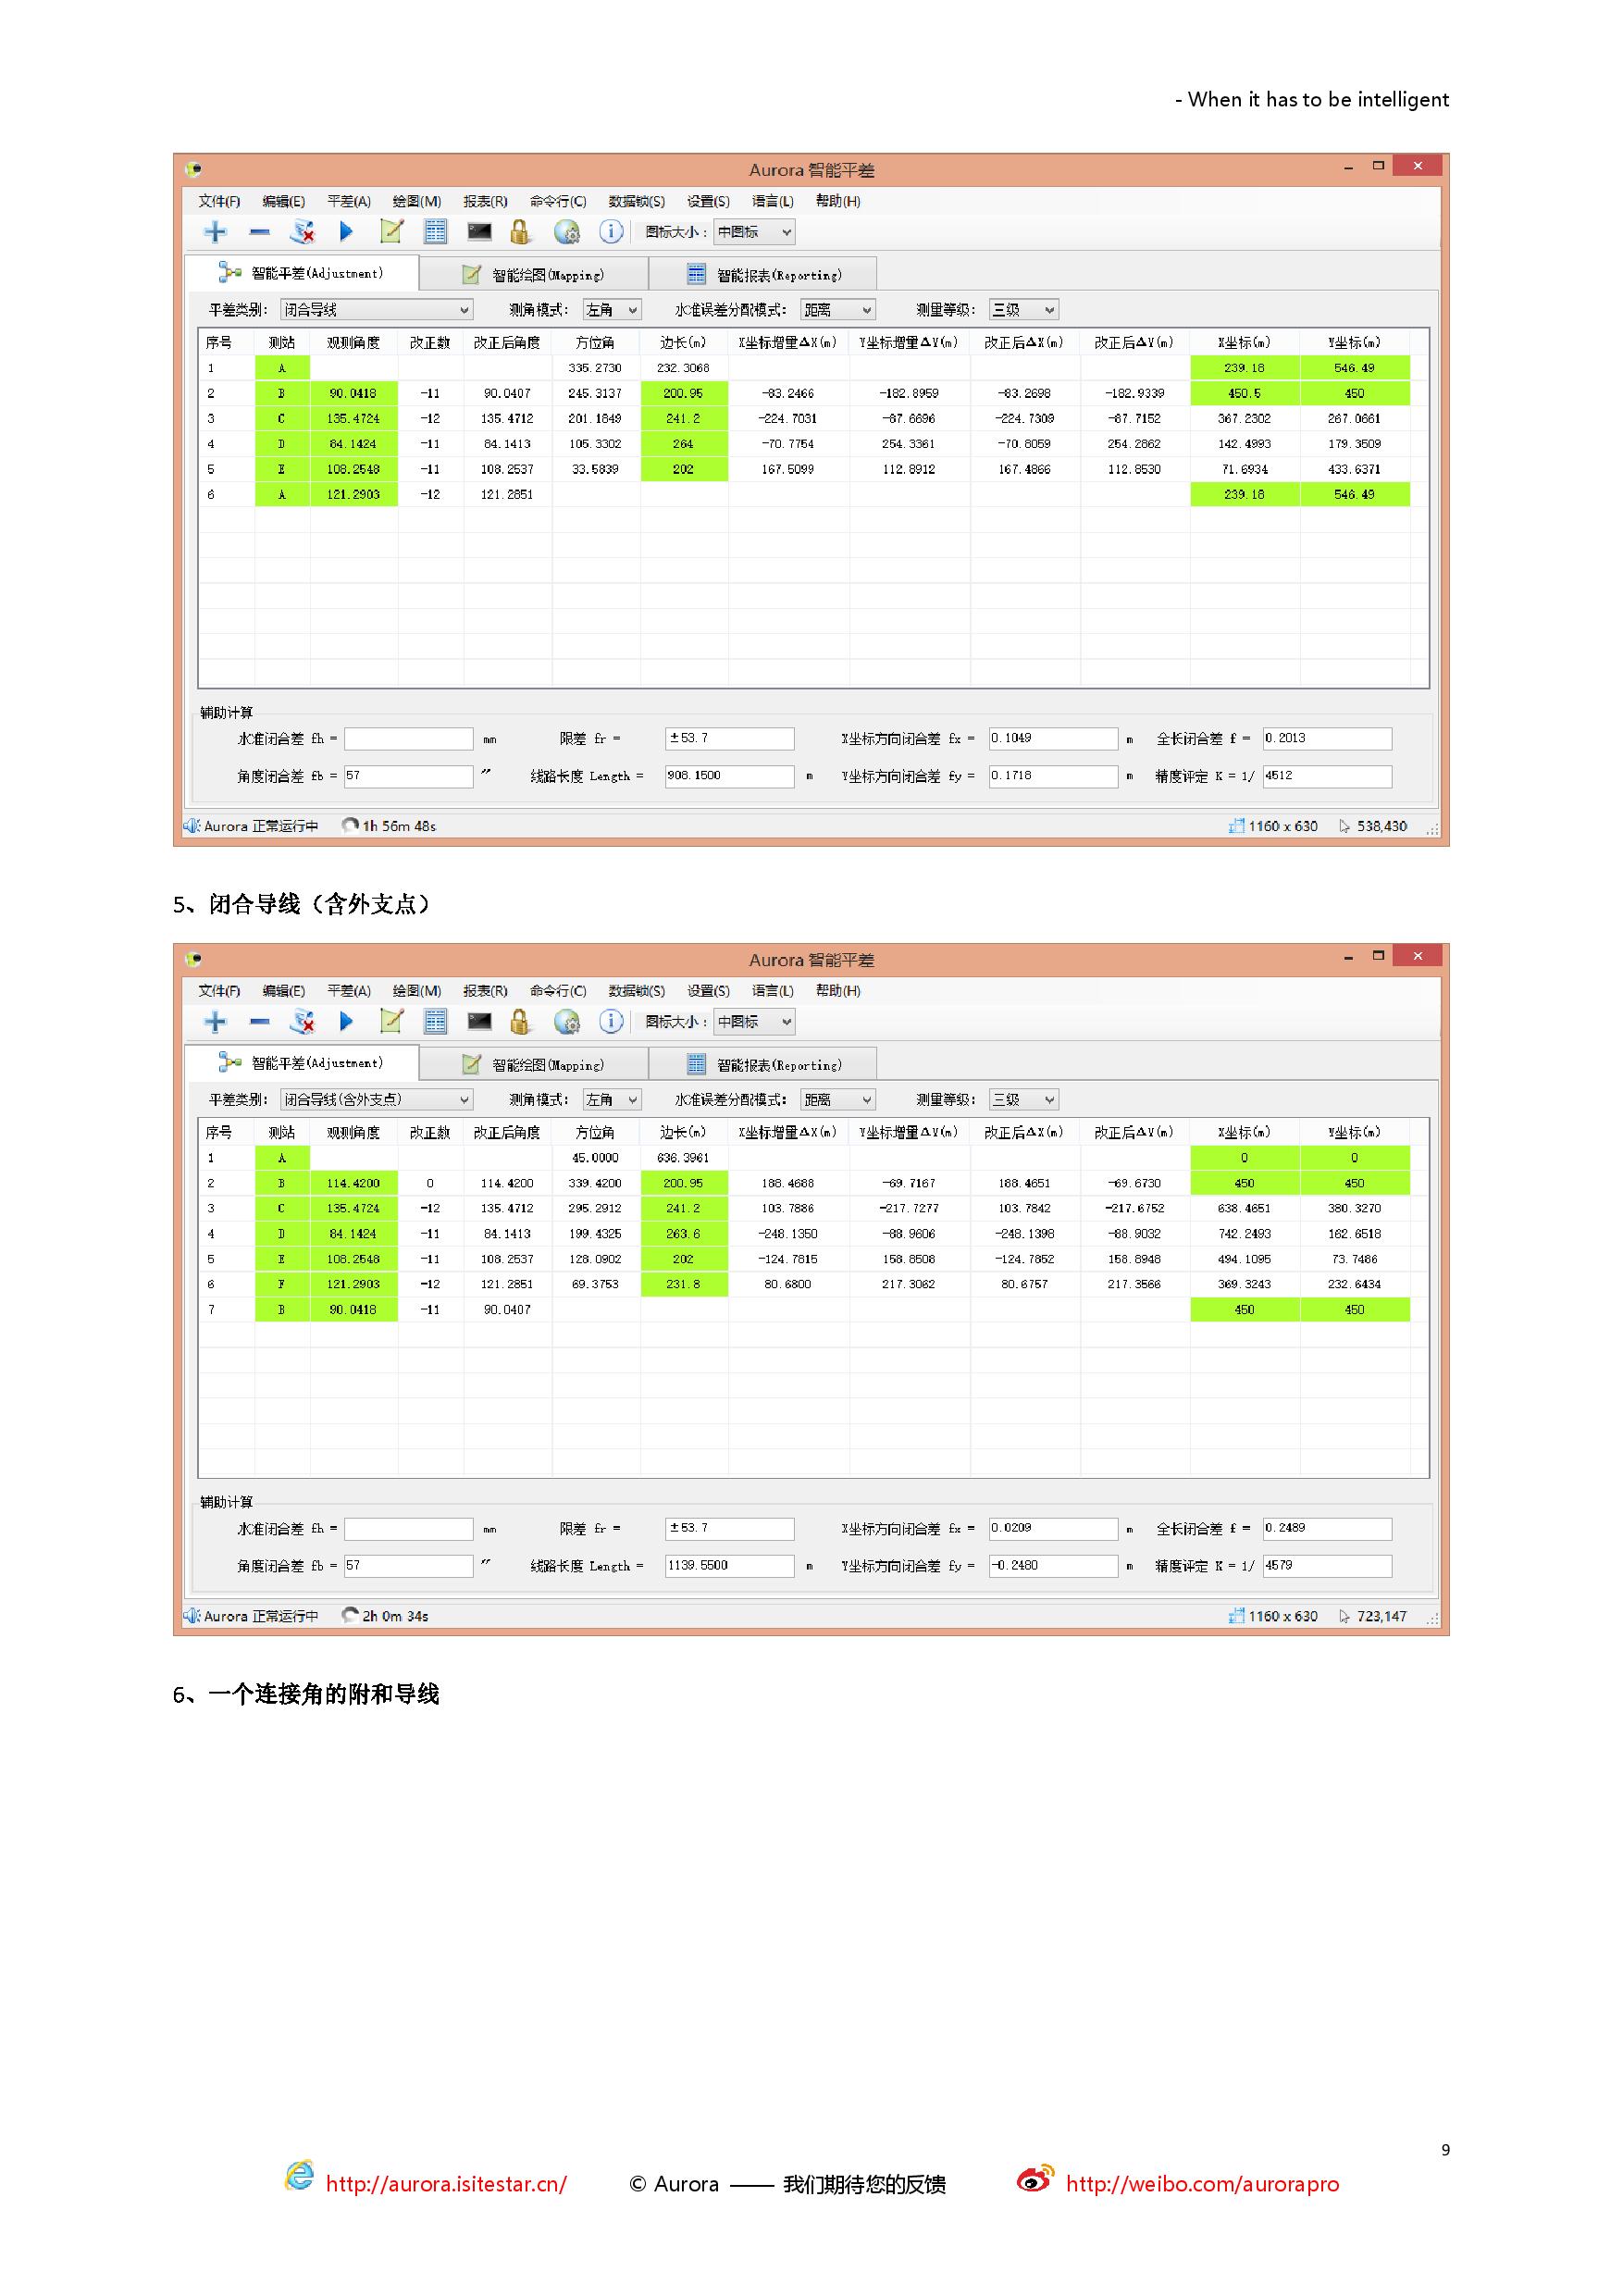 - When it has to be intelligent
Aurora 智能平差
文件(F) 编辑(E) 平差(A) 绘图(M) 报表(R) 命令行(C) 数据锁(S) 设置(S) 语言(L) 帮助(H)
图标大小： 中图标
智能平差(Adjustment) 智能绘图(Mapping) 智能报表(Reporting)
平差类别： 闭合导线 测角模式： 左角 水准误差分配模式： 距离 测量等级： 三级
序号 测站 观测角度 改正数 改正后角度 方位角 边长(m) X坐标增量ΔX(m) Y坐标增量ΔY(m) 改正后ΔX(m) 改正后ΔY(m) X坐标(m) Y坐标(m)
1 A 335.2730 232.3068 239.18 546.49
2 B 90.0418 -11 90.0407 245.3137 200.95 -83.2466 -182.8959 -83.2698 -182.9339 450.5 450
3 C 135.4724 -12 135.4712 201.1849 241.2 -224.7031 -87.6696 -224.7309 -87.7152 367.2302 267.0661
4 D 84.1424 -11 84.1413 105.3302 264 -70.7754 254.3361 -70.8059 254.2862 142.4993 179.3509
5 E 108.2548 -11 108.2537 33.5839 202 167.5099 112.8912 167.4866 112.8530 71.6934 433.6371
6 A 121.2903 -12 121.2851 239.18 546.49
辅助计算
水准闭合差 fh = mm 限差 fr = ±53.7 X坐标方向闭合差 fx = 0.1049 m 全长闭合差 f = 0.2013
角度闭合差 fb = 57 ″ 线路长度 Length = 908.1500 m Y坐标方向闭合差 fy = 0.1718 m 精度评定 K = 1/ 4512
Aurora 正常运行中 1h 56m 48s 1160 x 630 538,430
5、闭合导线（含外支点）
Aurora 智能平差
文件(F) 编辑(E) 平差(A) 绘图(M) 报表(R) 命令行(C) 数据锁(S) 设置(S) 语言(L) 帮助(H)
图标大小： 中图标
智能平差(Adjustment) 智能绘图(Mapping) 智能报表(Reporting)
平差类别： 闭合导线(含外支点) 测角模式： 左角 水准误差分配模式： 距离 测量等级： 三级
序号 测站 观测角度 改正数 改正后角度 方位角 边长(m) X坐标增量ΔX(m) Y坐标增量ΔY(m) 改正后ΔX(m) 改正后ΔY(m) X坐标(m) Y坐标(m)
1 A 45.0000 636.3961 0 0
2 B 114.4200 0 114.4200 339.4200 200.95 188.4688 -69.7167 188.4651 -69.6730 450 450
3 C 135.4724 -12 135.4712 295.2912 241.2 103.7886 -217.7277 103.7842 -217.6752 638.4651 380.3270
4 D 84.1424 -11 84.1413 199.4325 263.6 -248.1350 -88.9606 -248.1398 -88.9032 742.2493 162.6518
5 E 108.2548 -11 108.2537 128.0902 202 -124.7815 158.8508 -124.7852 158.8948 494.1095 73.7486
6 F 121.2903 -12 121.2851 69.3753 231.8 80.6800 217.3062 80.6757 217.3566 369.3243 232.6434
7 B 90.0418 -11 90.0407 450 450
辅助计算
水准闭合差 fh = mm 限差 fr = ±53.7 X坐标方向闭合差 fx = 0.0209 m 全长闭合差 f = 0.2489
角度闭合差 fb = 57 ″ 线路长度 Length = 1139.5500 m Y坐标方向闭合差 fy = -0.2480 m 精度评定 K = 1/ 4579
Aurora 正常运行中 2h 0m 34s 1160 x 630 723,147
6、一个连接角的附和导线
9
http://aurora.isitestar.cn/ © Aurora —— 我们期待您的反馈 http://weibo.com/aurorapro